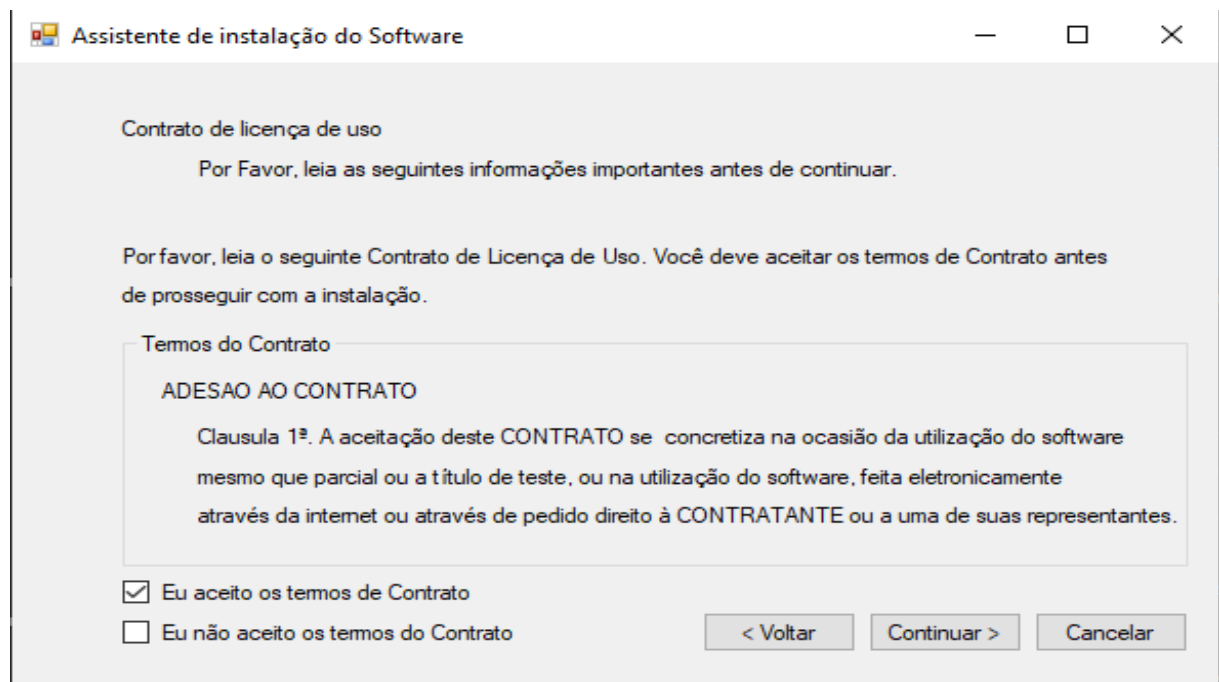 Assistente de instalação do Software
Contrato de licença de uso
Por Favor, leia as seguintes informações importantes antes de continuar.
Por favor, leia o seguinte Contrato de Licença de Uso. Você deve aceitar os termos de Contrato antes
de prosseguir com a instalação.
Termos do Contrato
ADESAO AO CONTRATO
Clausula 1ª. A aceitação deste CONTRATO se concretiza na ocasião da utilização do software
mesmo que parcial ou a título de teste, ou na utilização do software, feita eletronicamente
através da internet ou através de pedido direito à CONTRATANTE ou a uma de suas representantes.
Eu aceito os termos de Contrato
Eu não aceito os termos do Contrato
< Voltar
Continuar >
Cancelar